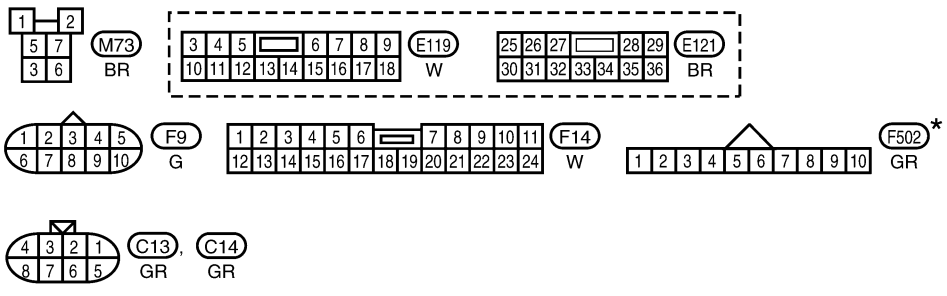 1 2
5 7 M73
3 6 BR
3 4 5 6 7 8 9 E119
10 11 12 13 14 15 16 17 18 W
25 26 27 28 29 E121
30 31 32 33 34 35 36 BR
1 2 3 4 5 F9
6 7 8 9 10 G
1 2 3 4 5 6 7 8 9 10 11 F14
12 13 14 15 16 17 18 19 20 21 22 23 24 W
F502 *
1 2 3 4 5 6 7 8 9 10 GR
4 3 2 1 C13, C14
8 7 6 5 GR GR